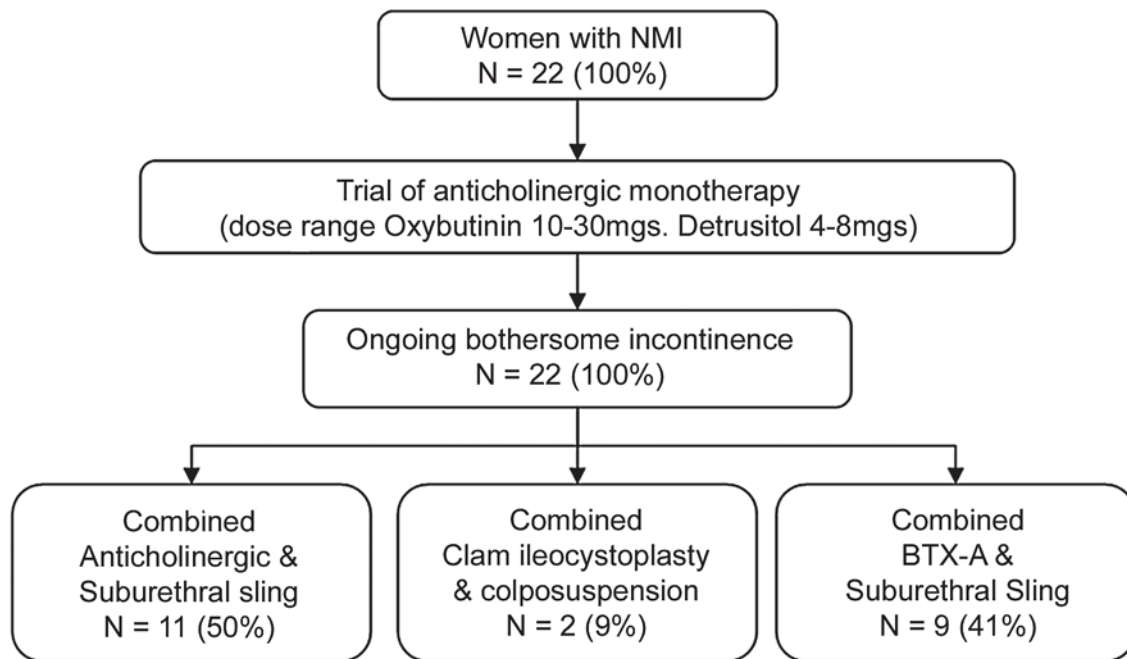 Women with NMI
N = 22 (100%)
Trial of anticholinergic monotherapy
(dose range Oxybutinin 10-30mgs. Detrusitol 4-8mgs)
Ongoing bothersome incontinence
N = 22 (100%)
Combined
Anticholinergic &
Suburethral sling
N = 11 (50%)
Combined
Clam ileocystoplasty
& colposuspension
N = 2 (9%)
Combined
BTX-A &
Suburethral Sling
N = 9 (41%)